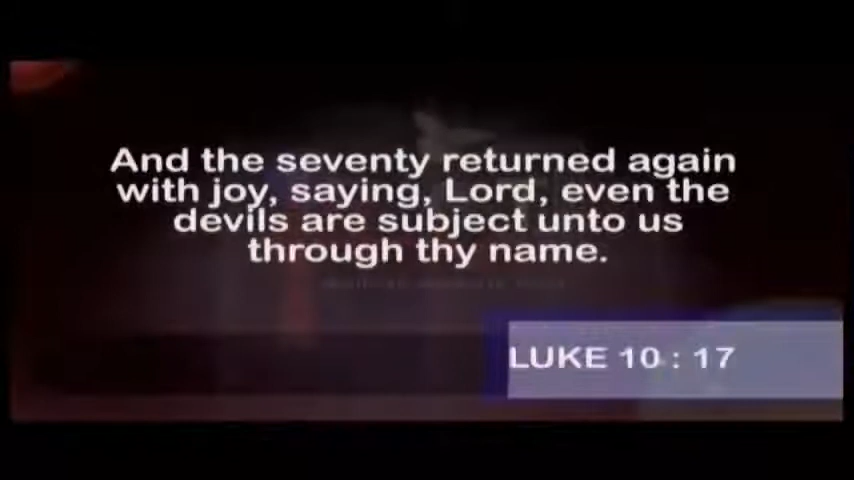 And the seventy returned again
with joy, saying, Lord, even the
devils are subject unto us
through thy name.
LUKE 10 : 17